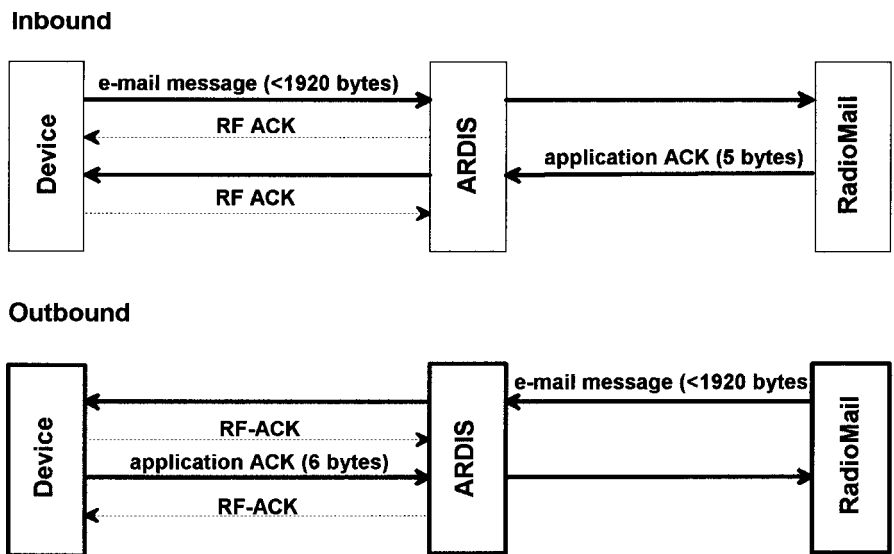 Inbound
Device
e-mail message (<1920 bytes)
RF ACK
RF ACK
ARDIS
application ACK (5 bytes)
RadioMail
Outbound
Device
RF-ACK
application ACK (6 bytes)
RF-ACK
ARDIS
e-mail message (<1920 bytes
RadioMail